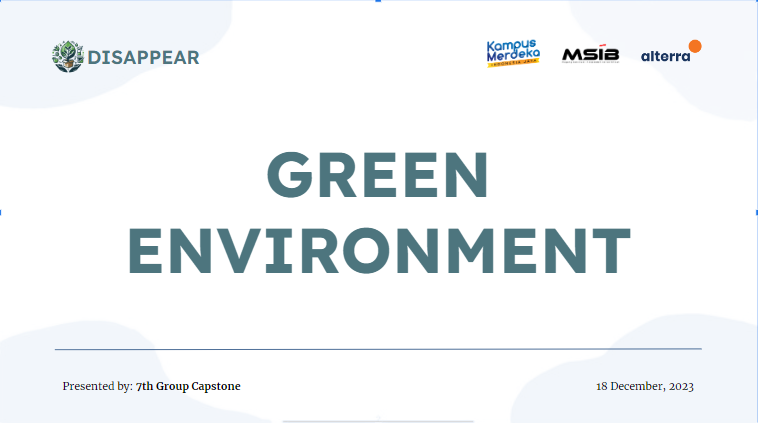 DISAPPEAR
Kampus
Merdeka
INDONESIA JAYA
MSIB
alterra
GREEN
ENVIRONMENT
Presented by: 7th Group Capstone
18 December, 2023